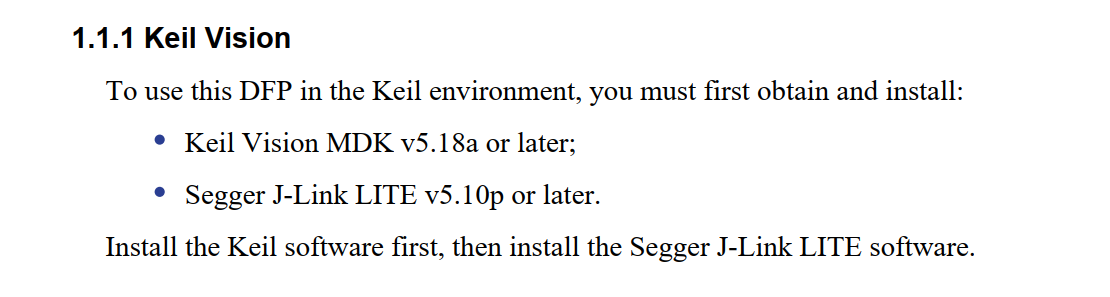 1.1.1 Keil Vision
To use this DFP in the Keil environment, you must first obtain and install:
• Keil Vision MDK v5.18a or later;
• Segger J-Link LITE v5.10p or later.
Install the Keil software first, then install the Segger J-Link LITE software.